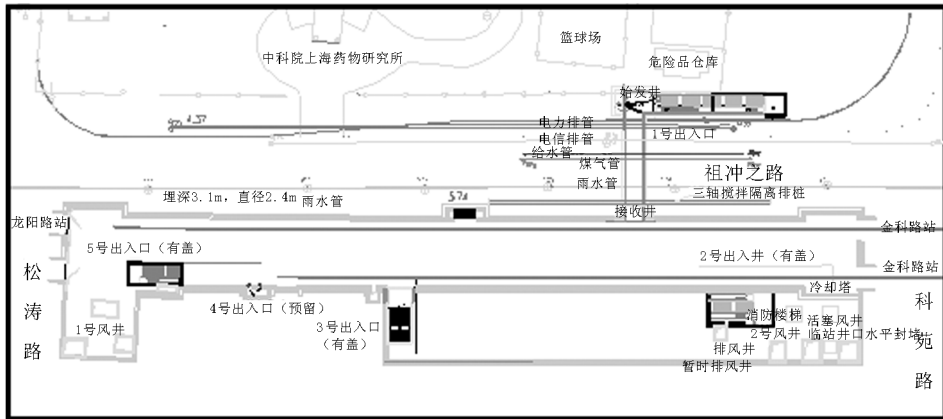 篮球场
中科院上海药物研究所
危险品仓库
始发井
电力排管
1号出入口
电信排管
给水管
煤气管
祖冲之路
雨水管
三轴搅拌隔离排桩
埋深3.1m，直径2.4m
雨水管
接收井
龙阳路站
金科路站
5号出入口（有盖）
2号出入井（有盖）
金科路站
松涛路
冷却塔
科苑路
4号出入口（预留）
消防楼梯
活塞风井
1号风井
3号出入口
（有盖）
2号风井
临站井口水平封堵
排风井
暂时排风井